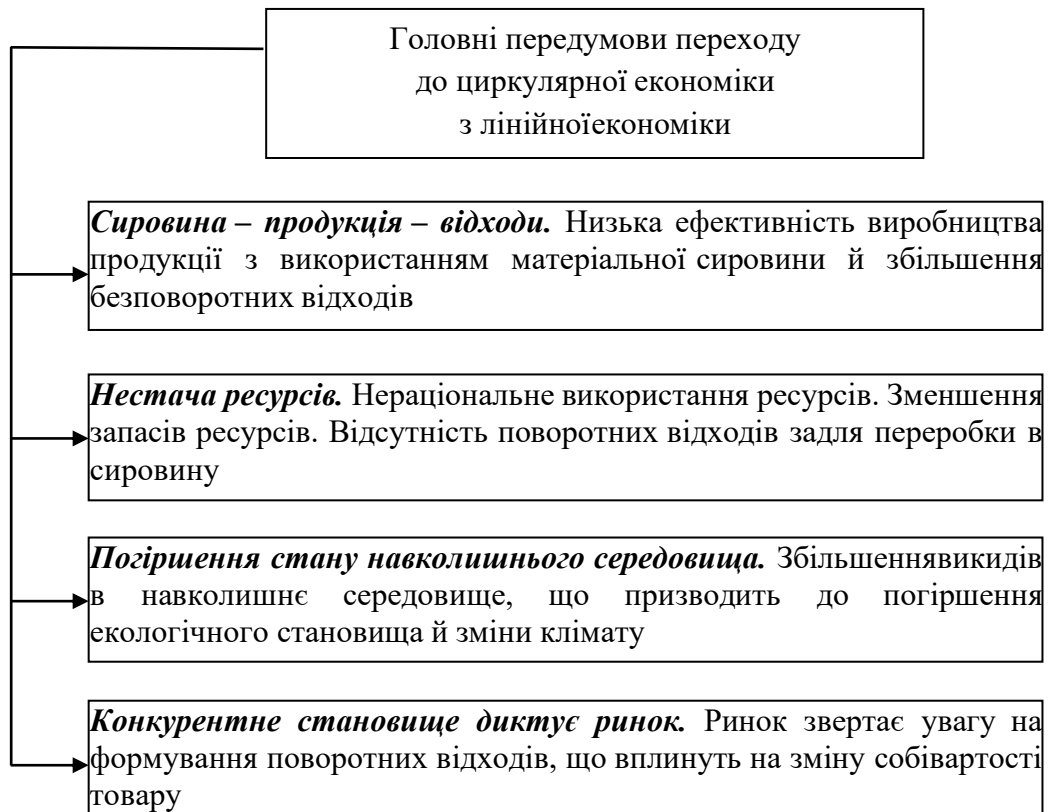 Головні передумови переходу
до циркулярної економіки
з лінійноїекономіки
Сировина – продукція – відходи. Низька ефективність виробництва
продукції з використанням матеріальної сировини й збільшення
безповоротних відходів
Нестача ресурсів. Нераціональне використання ресурсів. Зменшення
запасів ресурсів. Відсутність поворотних відходів задля переробки в
сировину
Погіршення стану навколишнього середовища. Збільшеннявикидів
в навколишнє середовище, що призводить до погіршення
екологічного становища й зміни клімату
Конкурентне становище диктує ринок. Ринок звертає увагу на
формування поворотних відходів, що вплинуть на зміну собівартості
товару